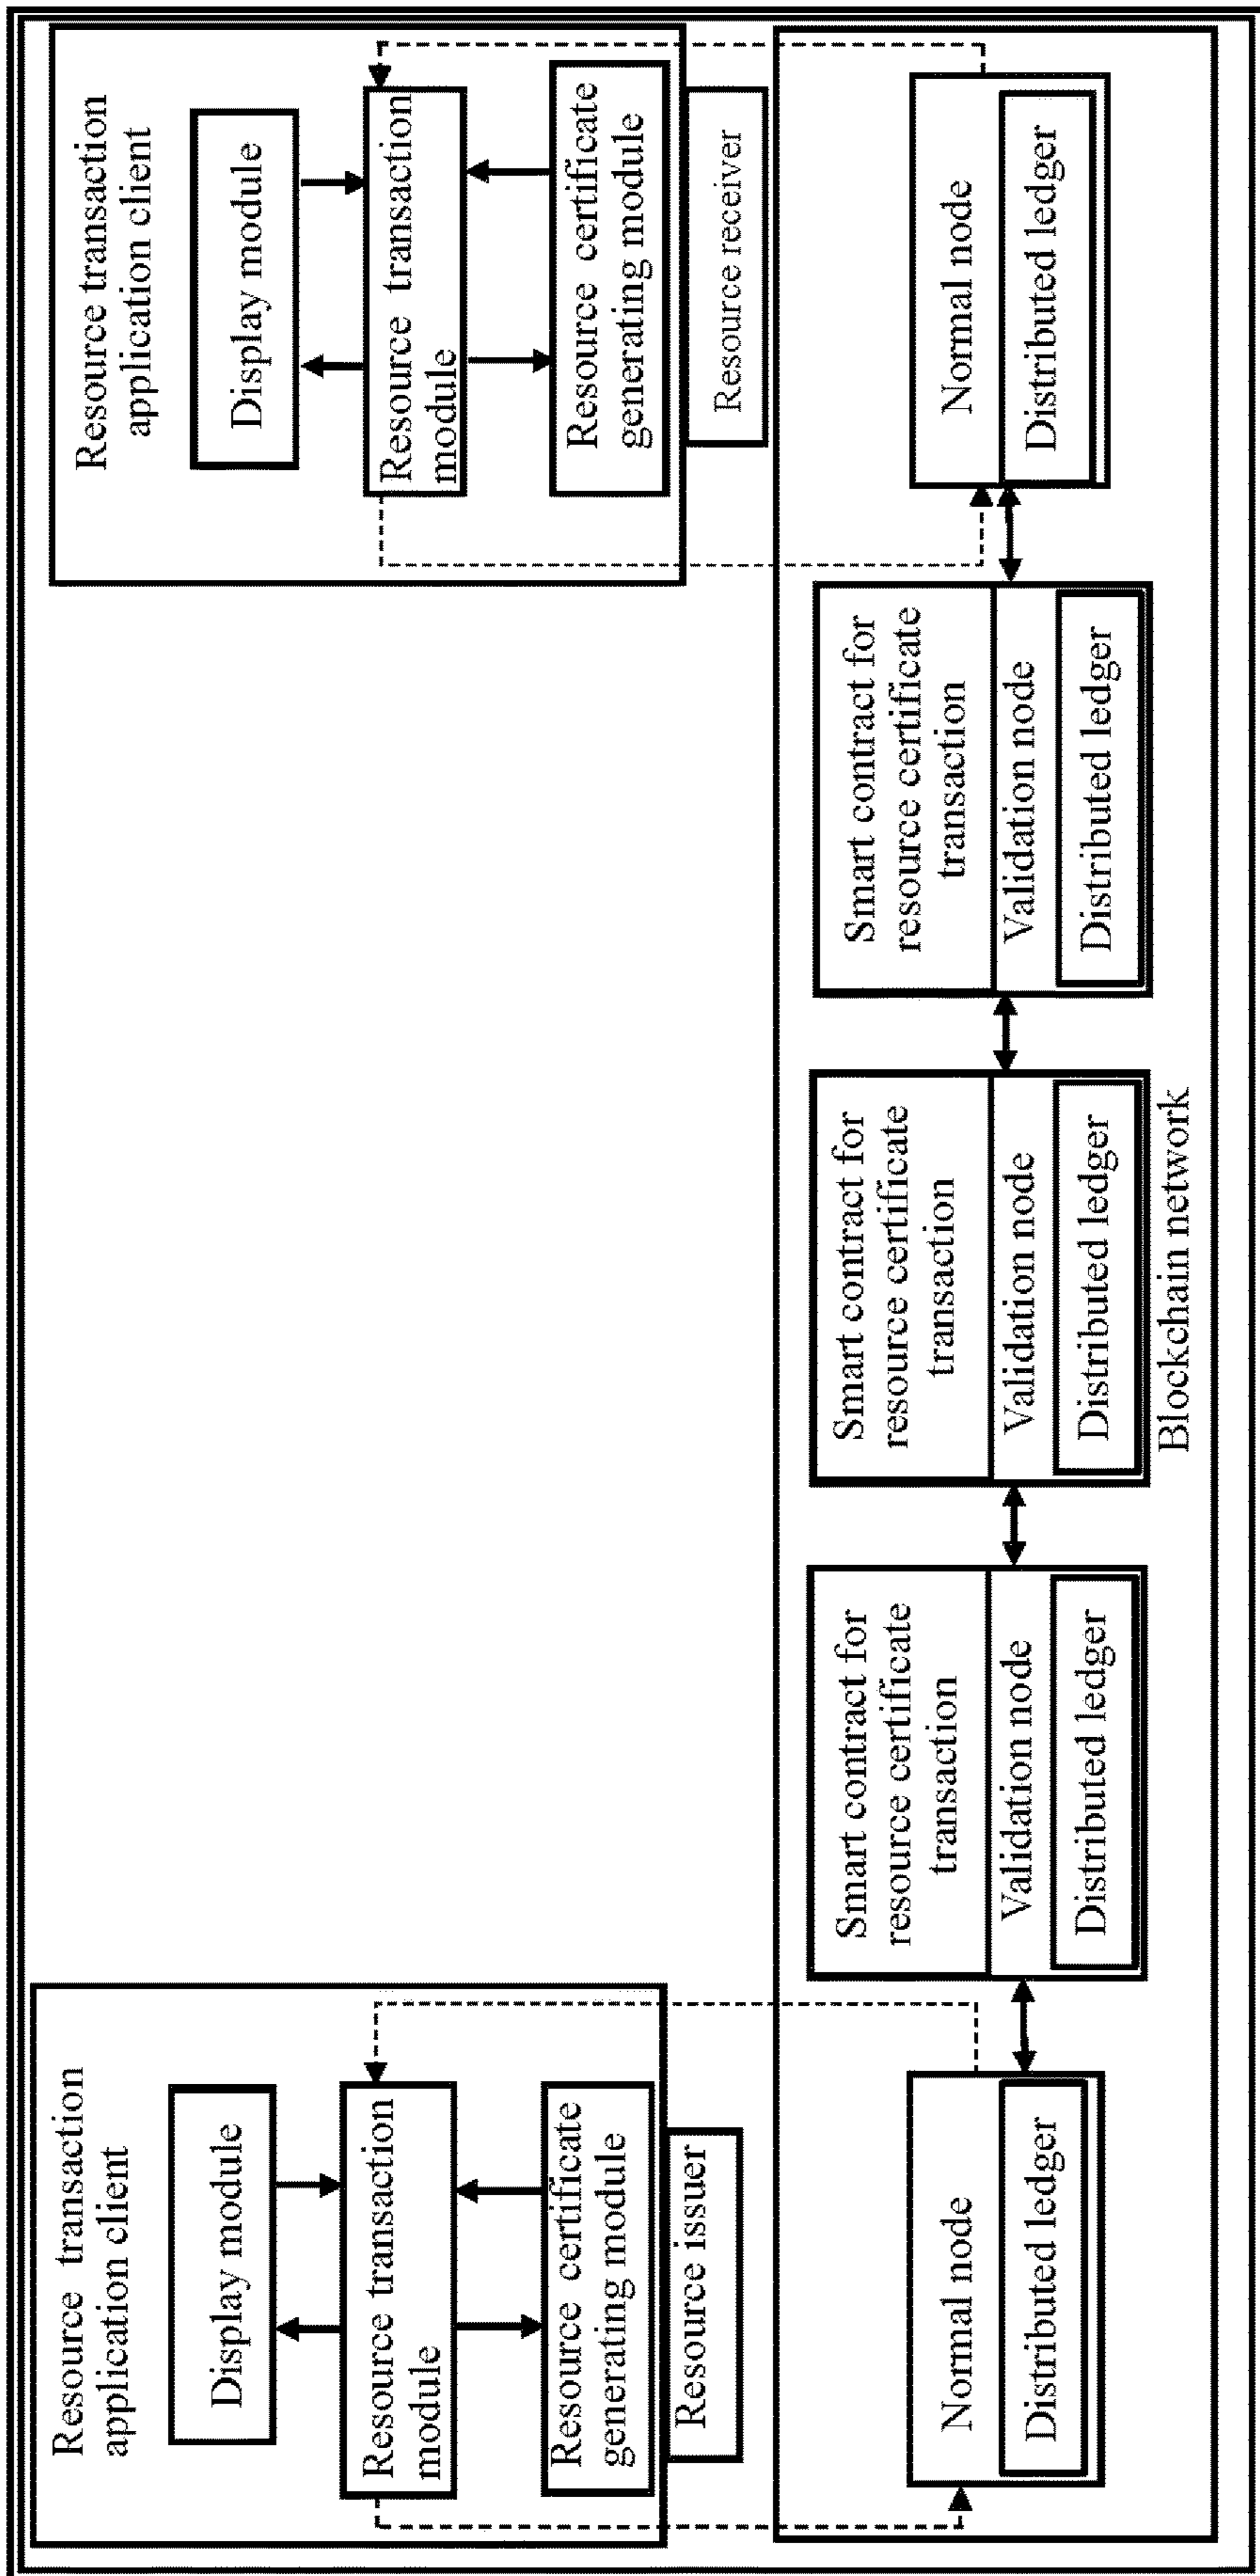 Resource transaction
application client
Display module
Resource transaction
module
Resource certificate
generating module
Resource issuer
Resource transaction
application client
Display module
Resource transaction
module
Resource certificate
generating module
Resource receiver
Normal node
Distributed ledger
Smart contract for
resource certificate
transaction
Validation node
Distributed ledger
Smart contract for
resource certificate
transaction
Validation node
Distributed ledger
Smart contract for
resource certificate
transaction
Validation node
Distributed ledger
Normal node
Distributed ledger
Blockchain network